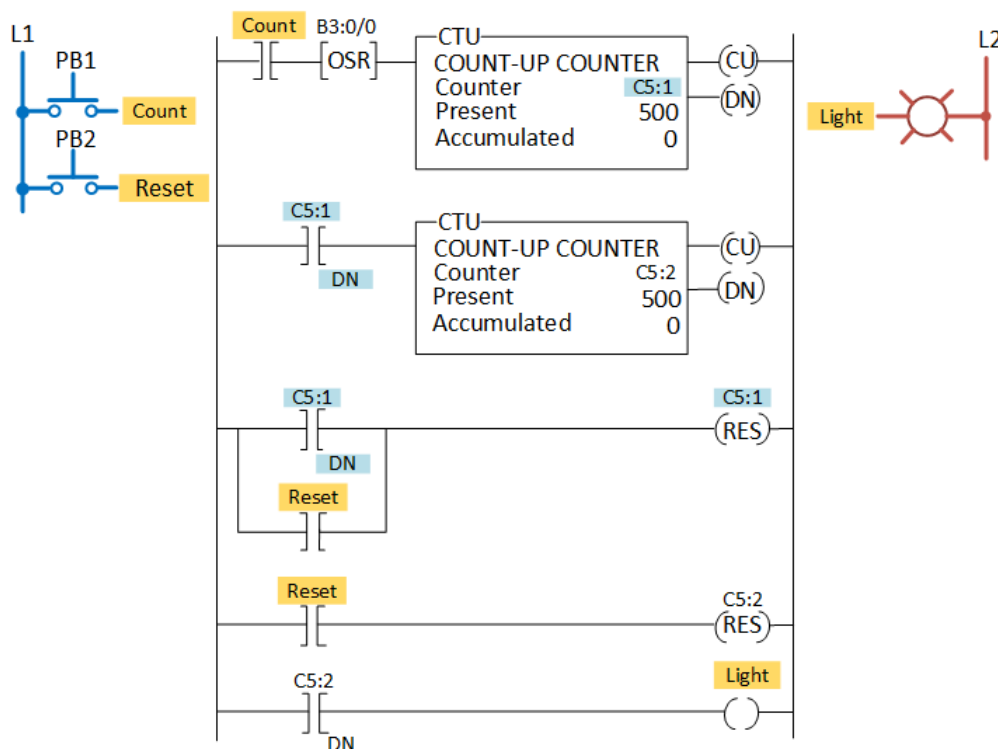 L1
PB1
Count
PB2
Reset
Count
B3:0/0
OSR
CTU
COUNT-UP COUNTER
Counter C5:1
Present 500
Accumulated 0
CU
DN
L2
Light
C5:1
DN
CTU
COUNT-UP COUNTER
Counter C5:2
Present 500
Accumulated 0
CU
DN
C5:1
DN
Reset
C5:1
RES
Reset
C5:2
RES
C5:2
DN
Light